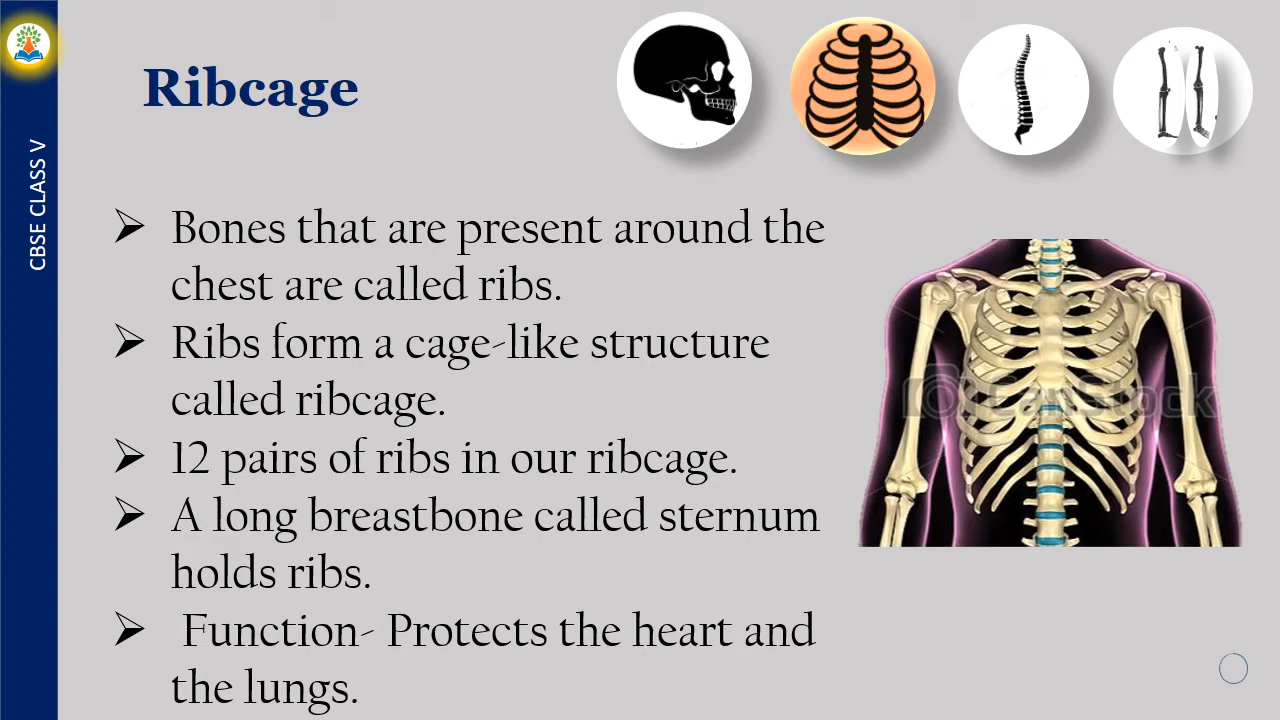 Ribcage
CBSE CLASS V
➢ Bones that are present around the
chest are called ribs.
➢ Ribs form a cage-like structure
called ribcage.
➢ 12 pairs of ribs in our ribcage.
➢ A long breastbone called sternum
holds ribs.
➢ Function- Protects the heart and
the lungs.
CanStock